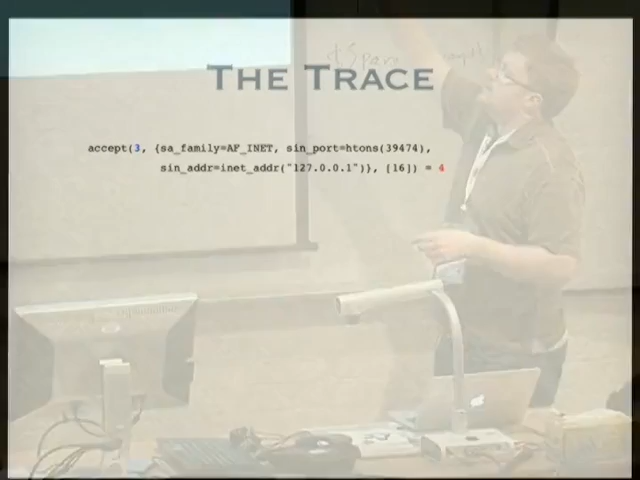 THE TRACE
accept(3, {sa_family=AF_INET, sin_port=htons(39474),
sin_addr=inet_addr("127.0.0.1")}, [16]) = 4